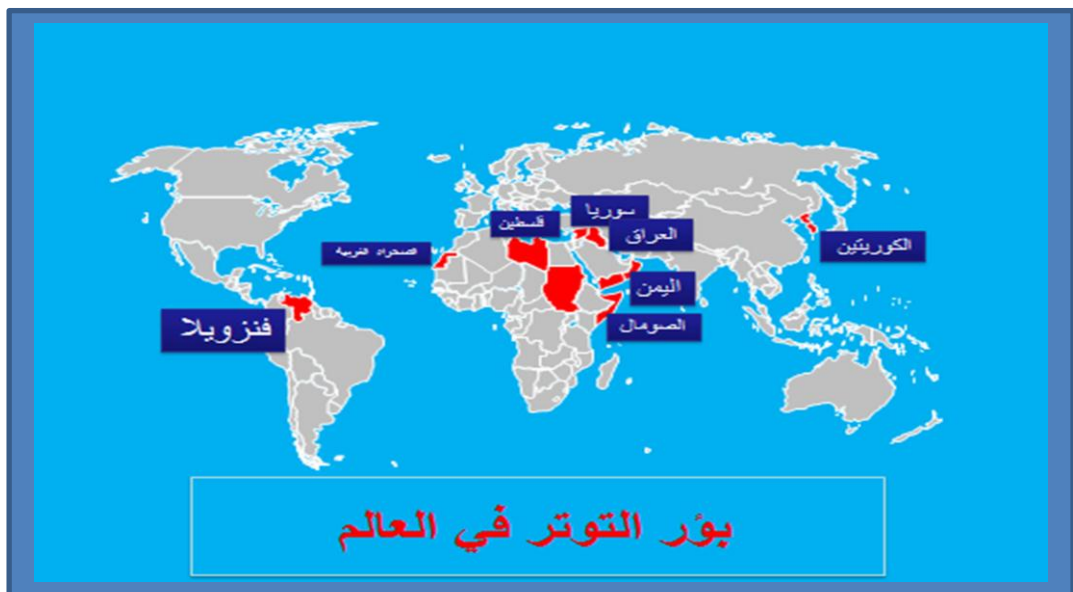 سوريا
فلسطين
العراق
الصحراء الغربية
الكوريتين
اليمن
فنزويلا
الصومال
بؤر التوتر في العالم